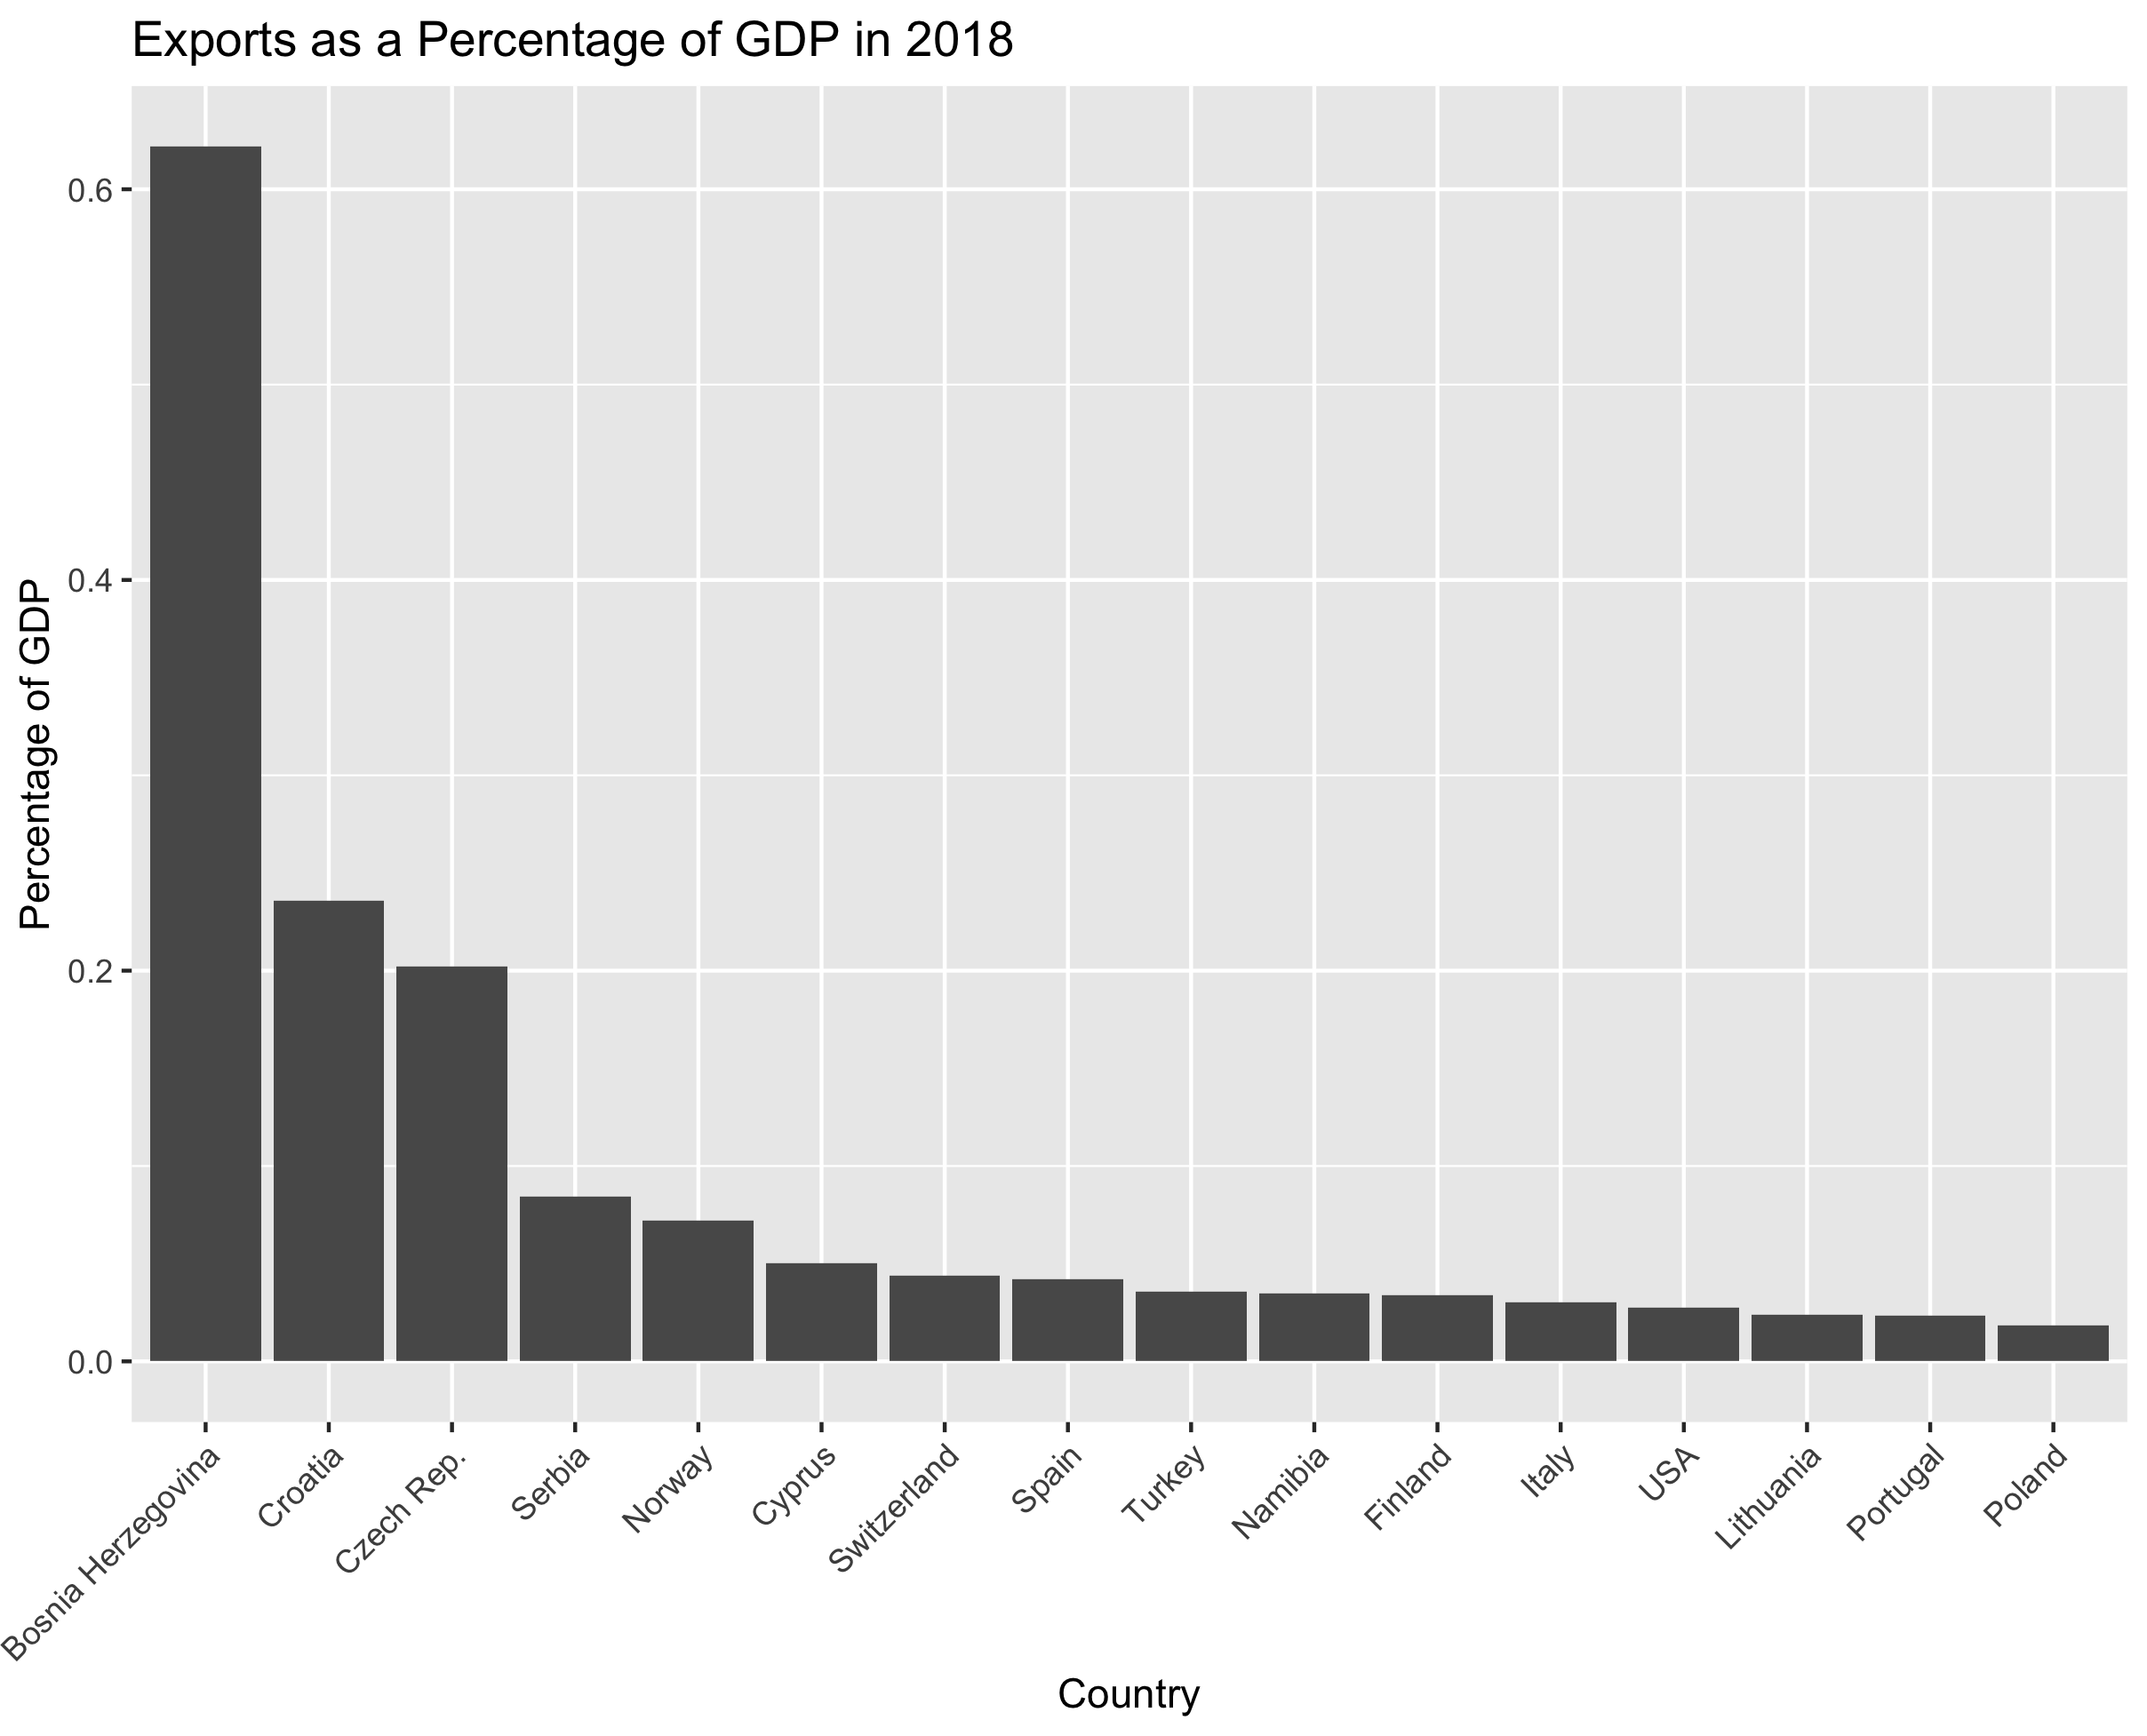 Exports as a Percentage of GDP in 2018
Percentage of GDP
0.6
0.4
0.2
0.0
Bosnia Herzegovina
Croatia
Czech Rep.
Serbia
Norway
Cyprus
Switzerland
Spain
Turkey
Namibia
Finland
Italy
USA
Lithuania
Portugal
Poland
Country